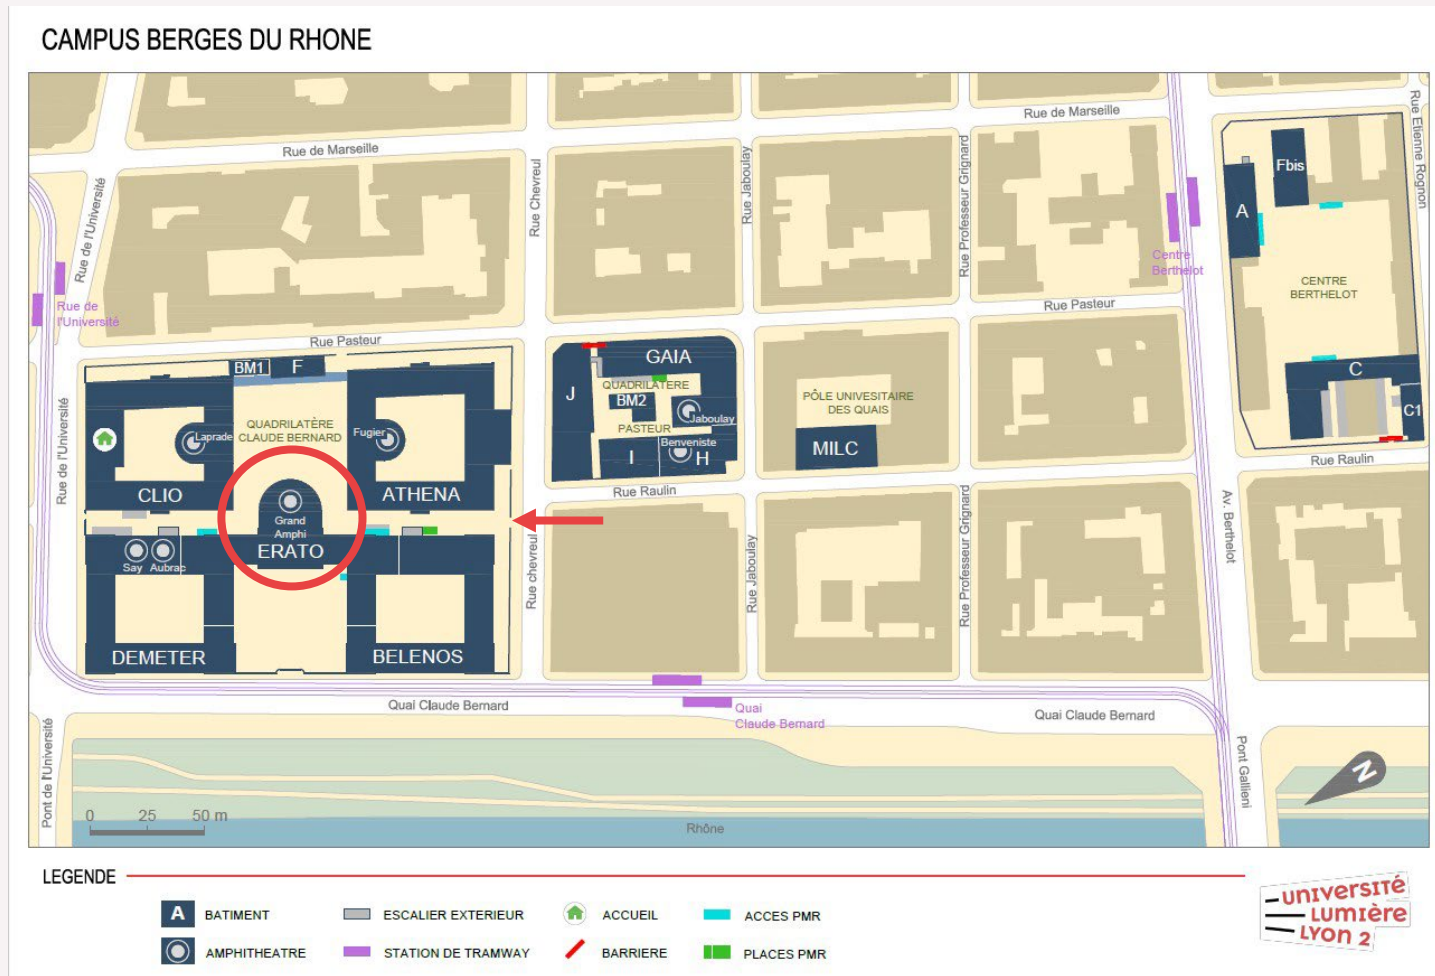 CAMPUS BERGES DU RHONE
Rue de Marseille
Rue de Marseille
Rue Etienne Rognon
Rue de l'Université
Rue Chevreul
Rue Jaboulay
Rue Professeur Grignard
Fbis
A
Centre
Berthelot
CENTRE
BERTHELOT
Rue de
l'Université
Rue Pasteur
Rue Pasteur
BM1
F
GAIA
J
QUADRILATERE
BM2
PASTEUR
Jaboulay
Benveniste
I
H
C
C1
PÔLE UNIVESITAIRE
DES QUAIS
MILC
Rue de l'Université
Laprade
QUADRILATÈRE
CLAUDE BERNARD
Fugier
CLIO
ATHENA
Rue Raulin
Rue Raulin
Grand
Amphi
ERATO
Say
Aubrac
Rue chevreul
Rue Jaboulay
Rue Professeur Grignard
Av. Berthelot
DEMETER
BELENOS
Quai Claude Bernard
Quai
Claude Bernard
Quai Claude Bernard
Pont de l'Université
Pont Gallieni
N
0 25 50 m
Rhône
LEGENDE
A BATIMENT
ESCALIER EXTERIEUR
ACCUEIL
ACCES PMR
AMPHITHEATRE
STATION DE TRAMWAY
BARRIERE
PLACES PMR
UNIVERSITÉ
LUMIÈRE
LYON 2